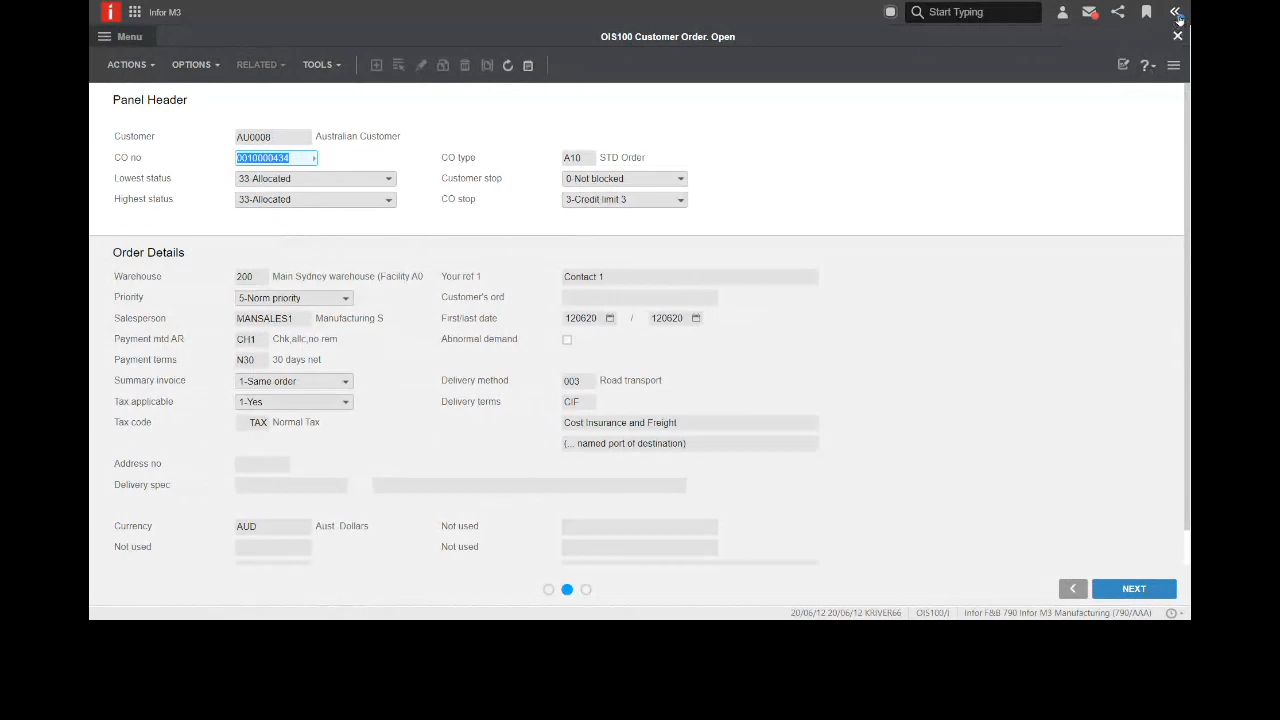 Infor M3
Start Typing
Menu
OIS100 Customer Order. Open
ACTIONS OPTIONS RELATED TOOLS
?
Panel Header
Customer AU0008 Australian Customer
CO no 0010000434 CO type A10 STD Order
Lowest status 33-Allocated Customer stop 0-Not blocked
Highest status 33-Allocated CO stop 3-Credit limit 3
Order Details
Warehouse 200 Main Sydney warehouse (Facility A0 Your ref 1 Contact 1
Priority 5-Norm priority Customer's ord
Salesperson MANSALES1 Manufacturing S First/last date 120620 / 120620
Payment mtd AR CH1 Chk,allc,no rem Abnormal demand
Payment terms N30 30 days net
Summary invoice 1-Same order Delivery method 003 Road transport
Tax applicable 1-Yes Delivery terms CIF
Tax code TAX Normal Tax Cost Insurance and Freight
(... named port of destination)
Address no
Delivery spec
Currency AUD Aust Dollars Not used
Not used Not used
NEXT
20/06/12 20/06/12 KRIVER66 OIS100/I Infor F&B 790 Infor M3 Manufacturing (790/AAA)